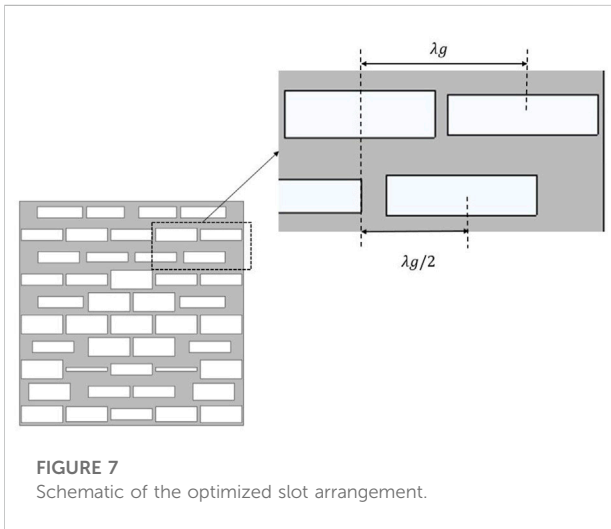 λg
λg/2
FIGURE 7
Schematic of the optimized slot arrangement.